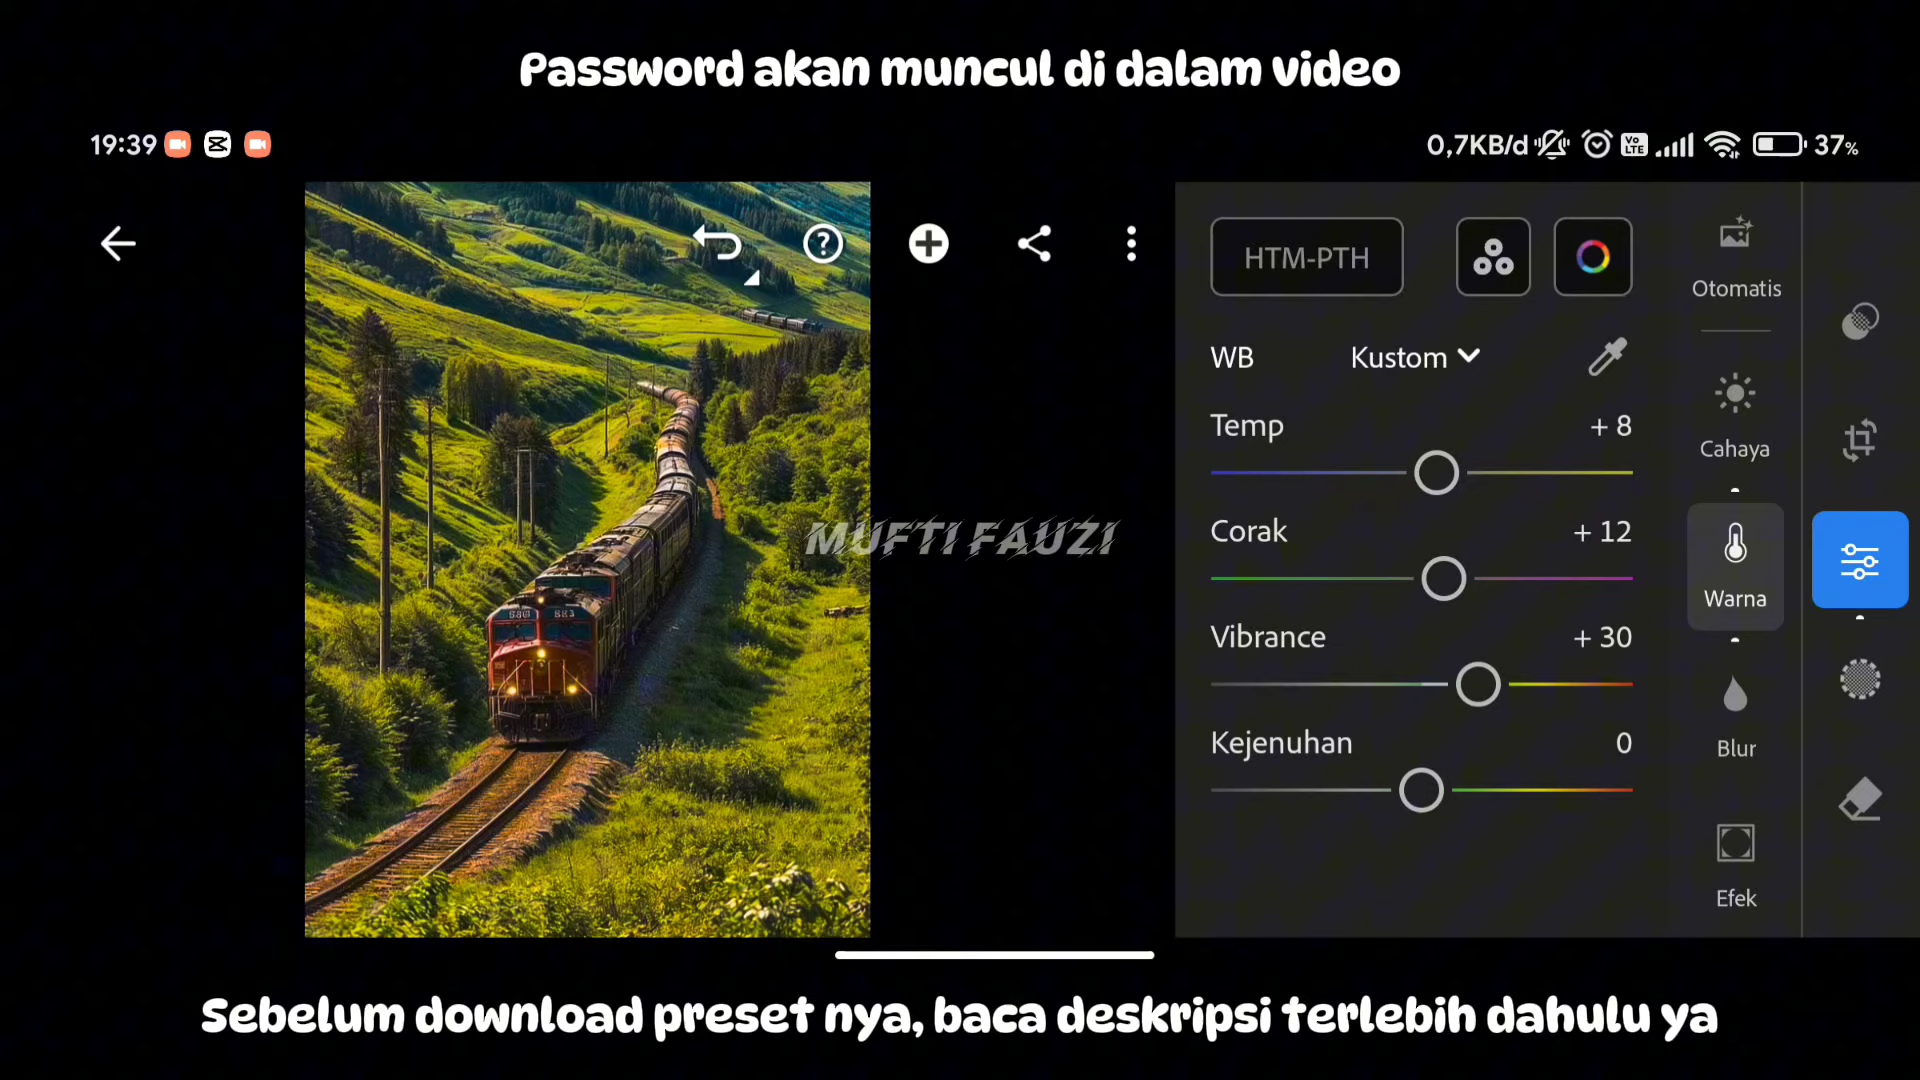 Password akan muncul di dalam video
19:39
0,7KB/d Vo LTE 37%
HTM-PTH
Otomatis
WB Kustom
Temp + 8
Cahaya
Corak + 12
MUFTI FAUZI
Warna
Vibrance + 30
Kejenuhan 0
Blur
Efek
Sebelum download preset nya, baca deskripsi terlebih dahulu ya